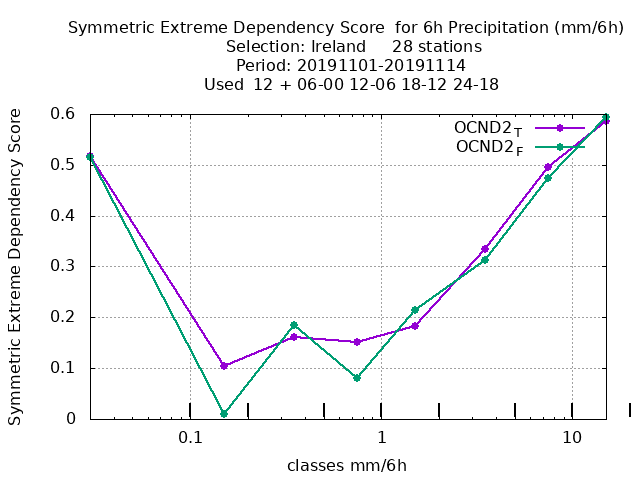 Symmetric Extreme Dependency Score  for 6h Precipitation (mm/6h)
Selection: Ireland     28 stations
Period: 20191101-20191114
Used  12 + 06-00 12-06 18-12 24-18
OCND2T
OCND2F
Symmetric Extreme Dependency Score
0.6
0.5
0.4
0.3
0.2
0.1
0
0.1 1 10
classes mm/6h